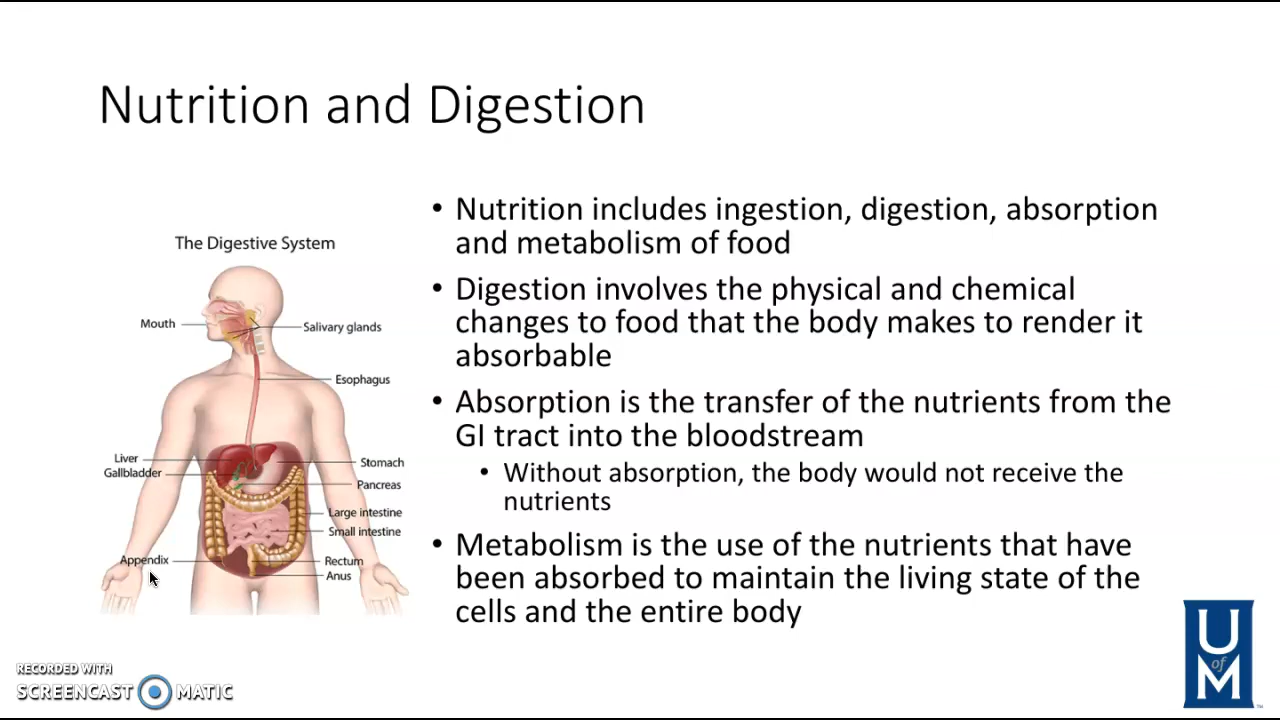 Nutrition and Digestion
The Digestive System
Mouth
Salivary glands
Esophagus
Liver
Gallbladder
Stomach
Pancreas
Large intestine
Small intestine
Appendix
Rectum
Anus
• Nutrition includes ingestion, digestion, absorption
and metabolism of food
• Digestion involves the physical and chemical
changes to food that the body makes to render it
absorbable
• Absorption is the transfer of the nutrients from the
GI tract into the bloodstream
• Without absorption, the body would not receive the
nutrients
• Metabolism is the use of the nutrients that have
been absorbed to maintain the living state of the
cells and the entire body
RECORDED WITH
SCREENCAST MATIC
U
of
M
TM